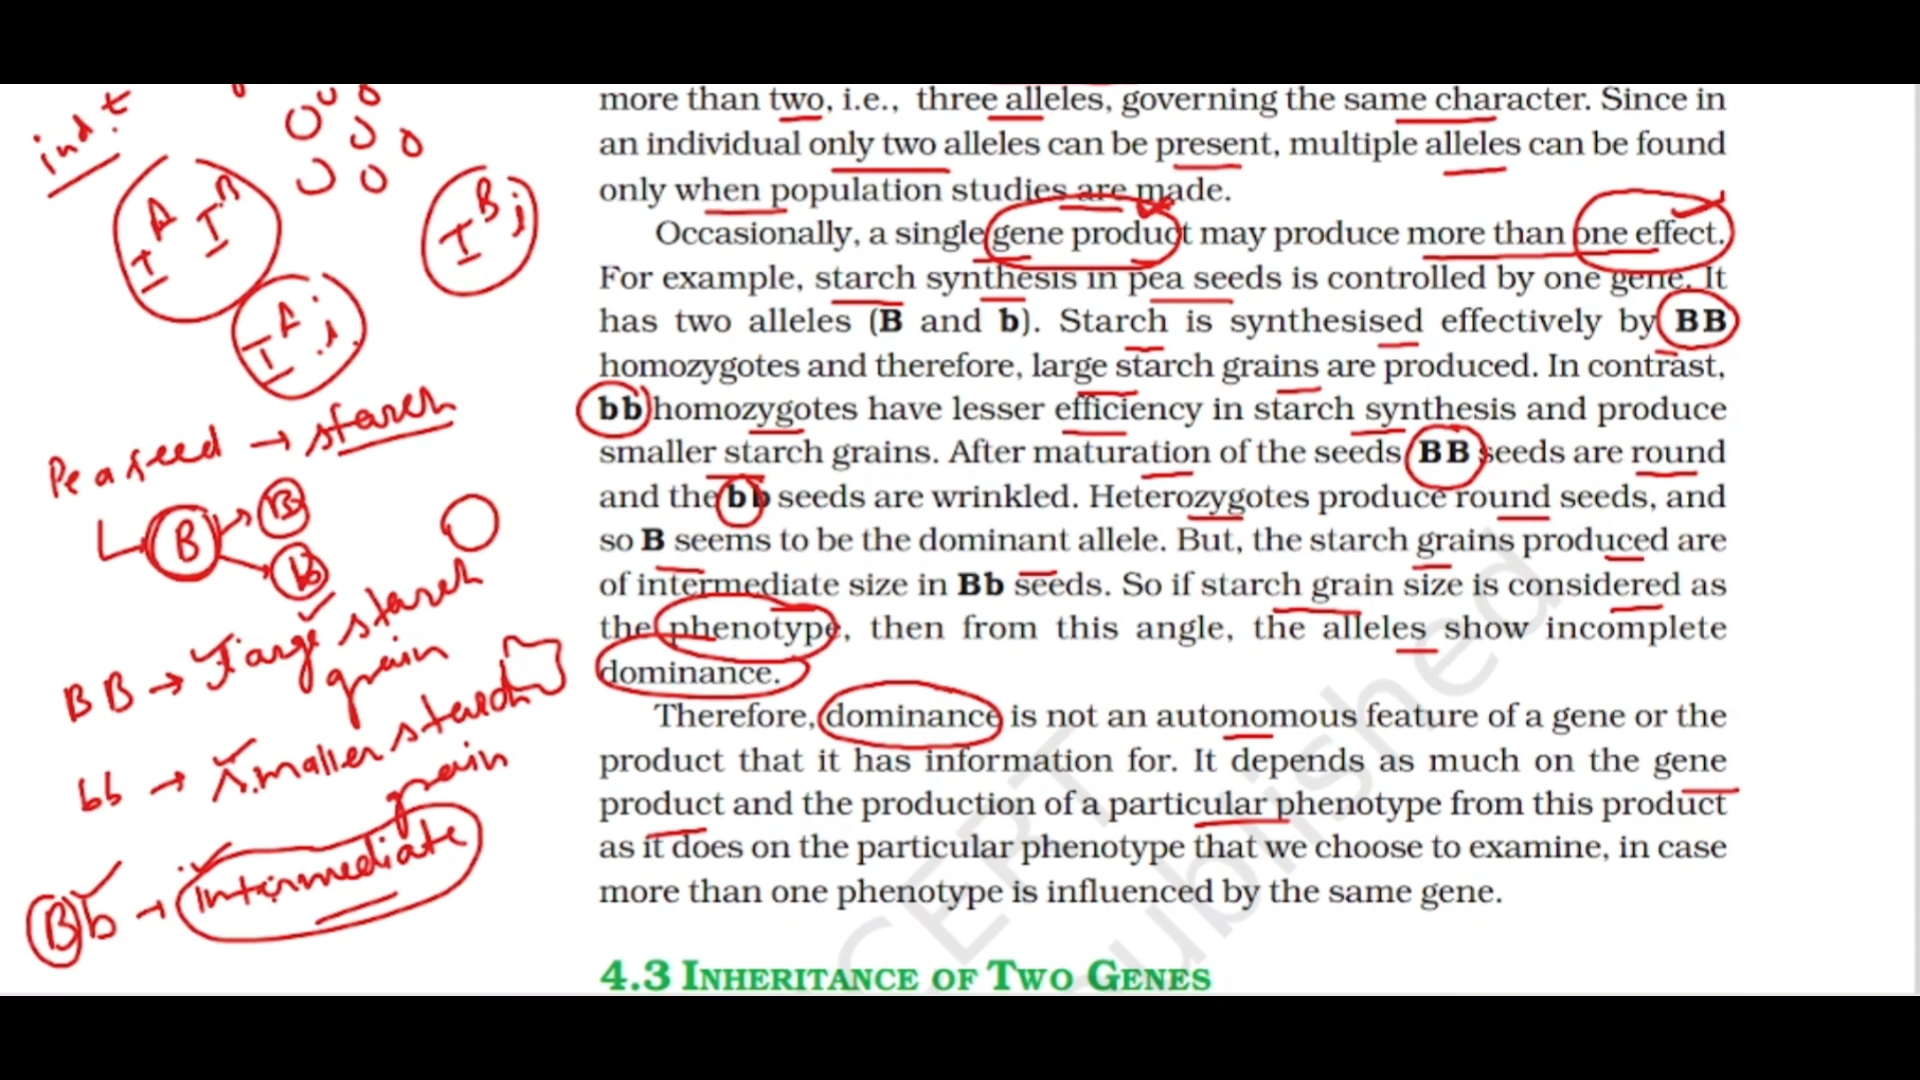 more than two, i.e., three alleles, governing the same character. Since in
an individual only two alleles can be present, multiple alleles can be found
only when population studies are made.
Occasionally, a single gene product may produce more than one effect.
For example, starch synthesis in pea seeds is controlled by one gene. It
has two alleles (B and b). Starch is synthesised effectively by BB
homozygotes and therefore, large starch grains are produced. In contrast,
bb homozygotes have lesser efficiency in starch synthesis and produce
smaller starch grains. After maturation of the seeds, BB seeds are round
and the bb seeds are wrinkled. Heterozygotes produce round seeds, and
so B seems to be the dominant allele. But, the starch grains produced are
of intermediate size in Bb seeds. So if starch grain size is considered as
the phenotype, then from this angle, the alleles show incomplete
dominance.
Therefore, dominance is not an autonomous feature of a gene or the
product that it has information for. It depends as much on the gene
product and the production of a particular phenotype from this product
as it does on the particular phenotype that we choose to examine, in case
more than one phenotype is influenced by the same gene.
4.3 INHERITANCE OF TWO GENES
I^A I^B
I^B i
I^A i
Pea seed → starch
B B
b
BB → Large starch
grain
bb → smaller starch
grain
Bb → Intermediate